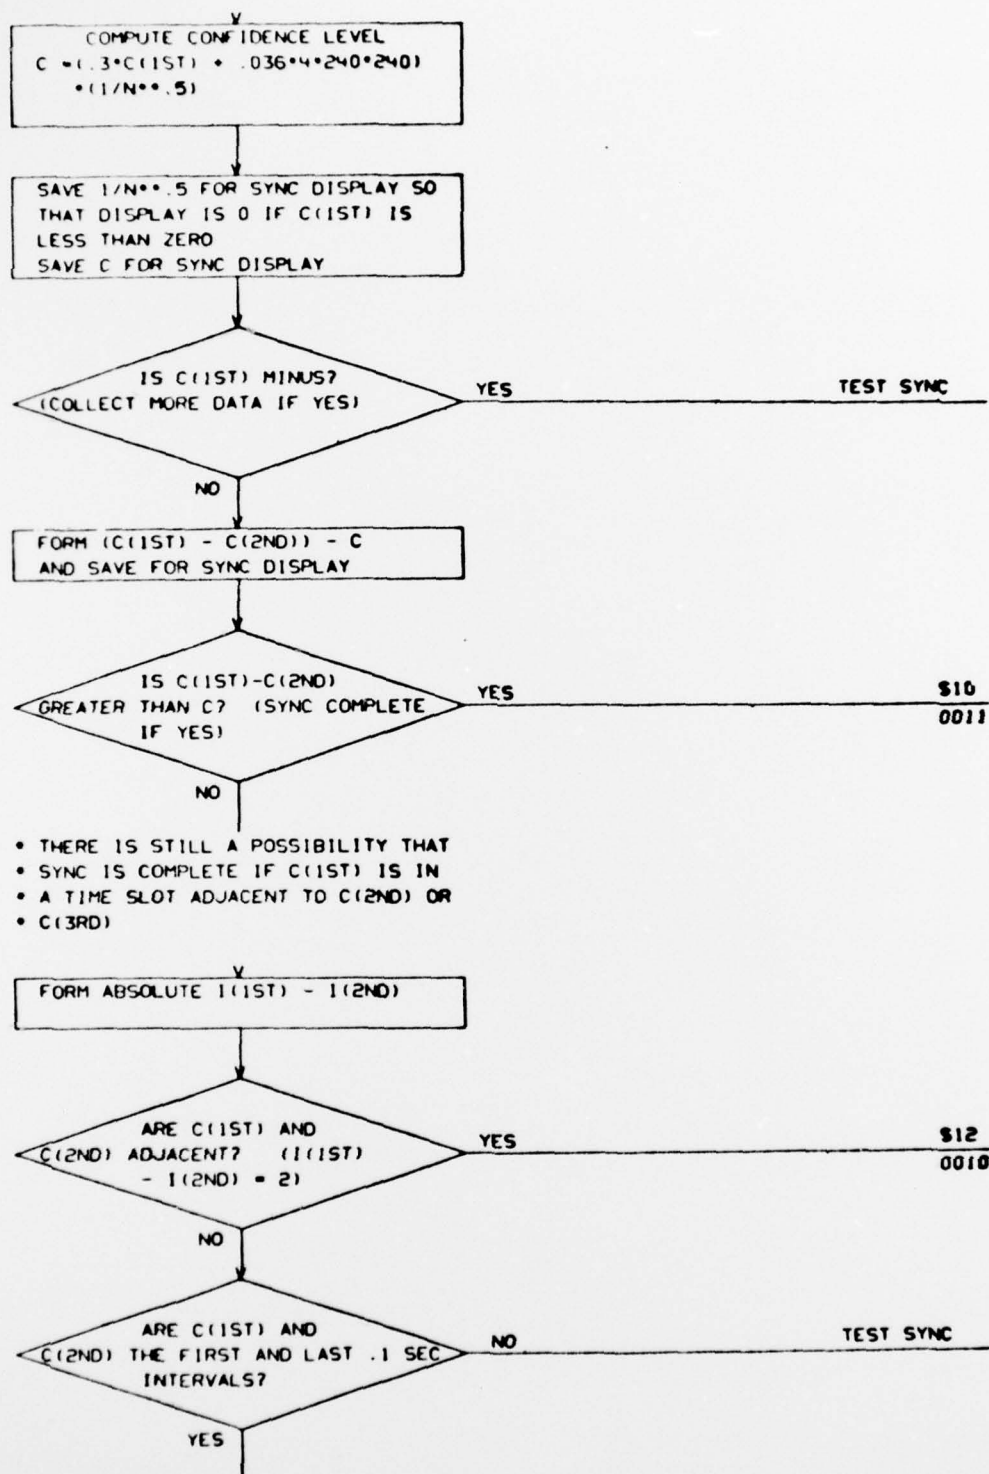 COMPUTE CONFIDENCE LEVEL
C =(.3*C(1ST) + .036*4*240*240)
*(1/N**.5)
SAVE 1/N**.5 FOR SYNC DISPLAY SO
THAT DISPLAY IS 0 IF C(1ST) IS
LESS THAN ZERO
SAVE C FOR SYNC DISPLAY
IS C(1ST) MINUS?
(COLLECT MORE DATA IF YES)
YES
TEST SYNC
NO
FORM (C(1ST) - C(2ND)) - C
AND SAVE FOR SYNC DISPLAY
IS C(1ST)-C(2ND)
GREATER THAN C? (SYNC COMPLETE
IF YES)
YES
$10
0011
NO
* THERE IS STILL A POSSIBILITY THAT
* SYNC IS COMPLETE IF C(1ST) IS IN
* A TIME SLOT ADJACENT TO C(2ND) OR
* C(3RD)
FORM ABSOLUTE I(1ST) - I(2ND)
ARE C(1ST) AND
C(2ND) ADJACENT? (I(1ST)
- I(2ND) = 2)
YES
$12
0010
NO
ARE C(1ST) AND
C(2ND) THE FIRST AND LAST .1 SEC
INTERVALS?
NO
TEST SYNC
YES